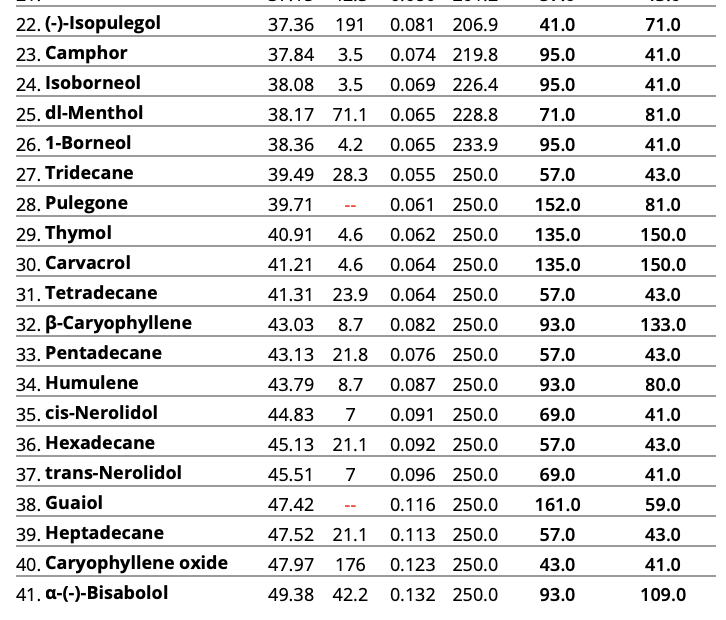 22. (-)-Isopulegol 37.36 191 0.081 206.9 41.0 71.0
23. Camphor 37.84 3.5 0.074 219.8 95.0 41.0
24. Isoborneol 38.08 3.5 0.069 226.4 95.0 41.0
25. dl-Menthol 38.17 71.1 0.065 228.8 71.0 81.0
26. 1-Borneol 38.36 4.2 0.065 233.9 95.0 41.0
27. Tridecane 39.49 28.3 0.055 250.0 57.0 43.0
28. Pulegone 39.71 -- 0.061 250.0 152.0 81.0
29. Thymol 40.91 4.6 0.062 250.0 135.0 150.0
30. Carvacrol 41.21 4.6 0.064 250.0 135.0 150.0
31. Tetradecane 41.31 23.9 0.064 250.0 57.0 43.0
32. β-Caryophyllene 43.03 8.7 0.082 250.0 93.0 133.0
33. Pentadecane 43.13 21.8 0.076 250.0 57.0 43.0
34. Humulene 43.79 8.7 0.087 250.0 93.0 80.0
35. cis-Nerolidol 44.83 7 0.091 250.0 69.0 41.0
36. Hexadecane 45.13 21.1 0.092 250.0 57.0 43.0
37. trans-Nerolidol 45.51 7 0.096 250.0 69.0 41.0
38. Guaiol 47.42 -- 0.116 250.0 161.0 59.0
39. Heptadecane 47.52 21.1 0.113 250.0 57.0 43.0
40. Caryophyllene oxide 47.97 176 0.123 250.0 43.0 41.0
41. α-(-)-Bisabolol 49.38 42.2 0.132 250.0 93.0 109.0